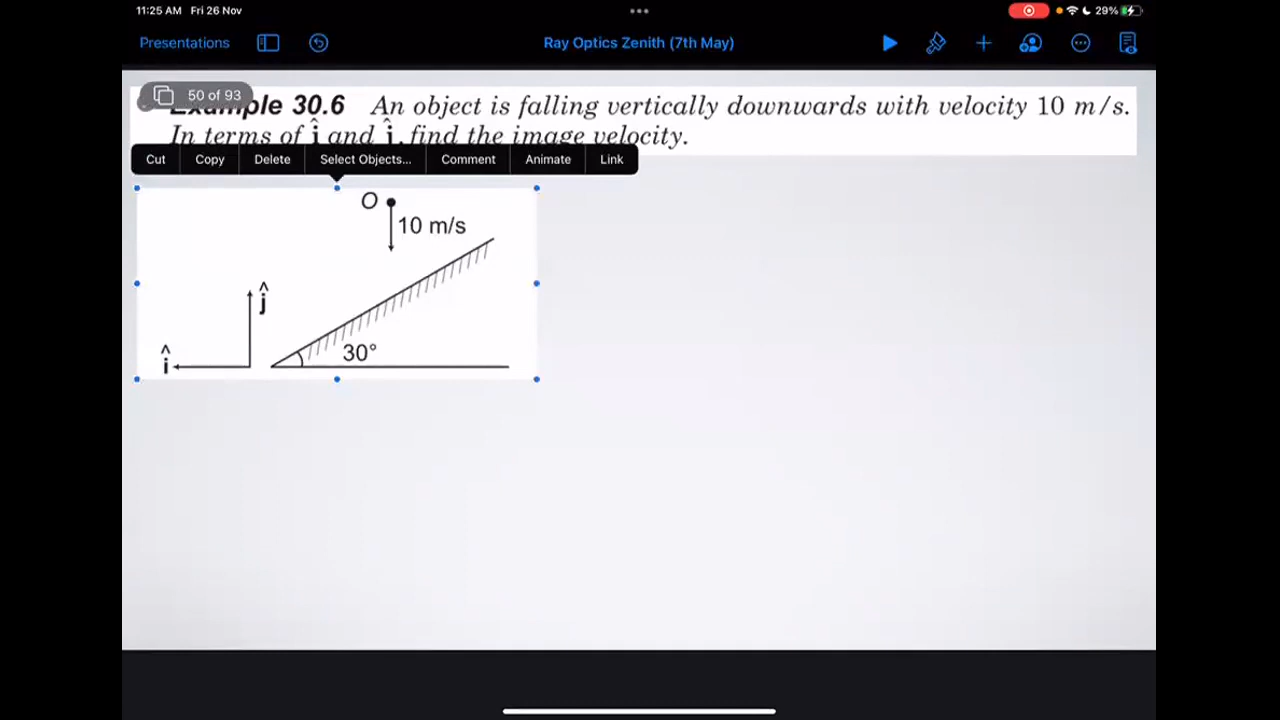 11:25 AM Fri 26 Nov
29%
Presentations
Ray Optics Zenith (7th May)
50 of 93
Example 30.6 An object is falling vertically downwards with velocity 10 m/s.
In terms of î and ĵ, find the image velocity.
Cut Copy Delete Select Objects... Comment Animate Link
O
10 m/s
ĵ
î
30°